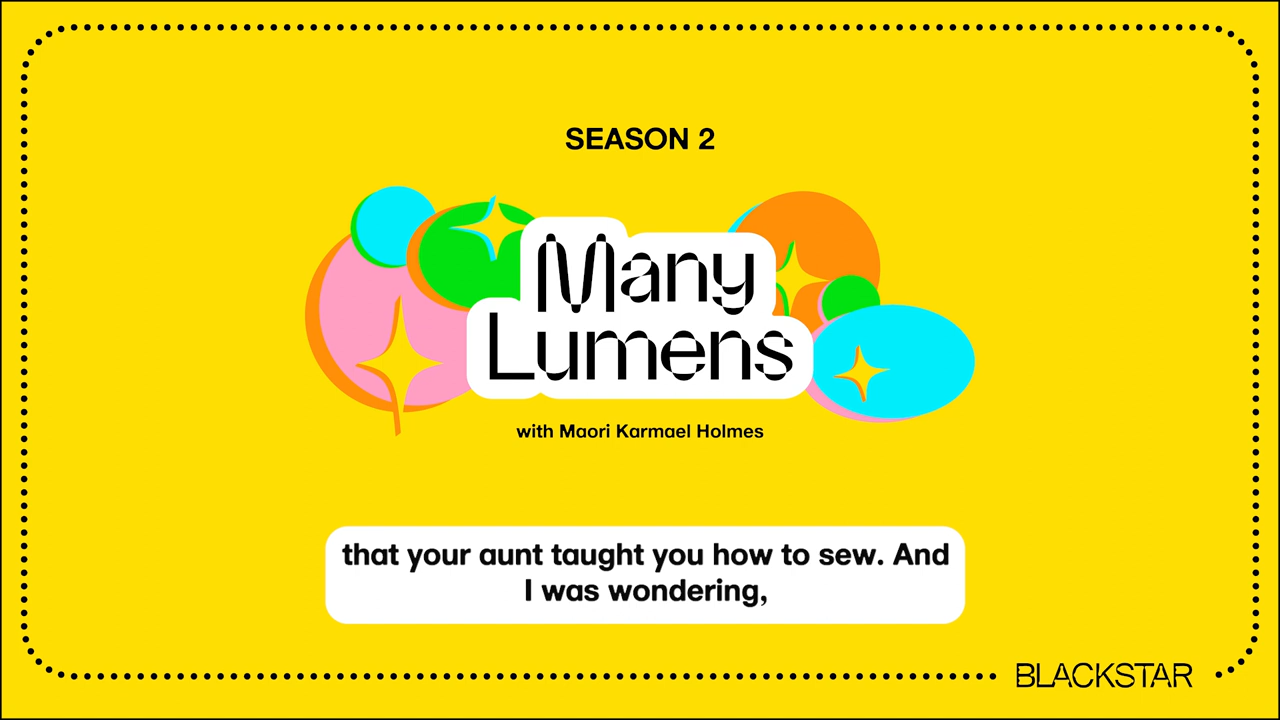 SEASON 2
Many
Lumens
with Maori Karmael Holmes
that your aunt taught you how to sew. And
I was wondering,
BLACKSTAR